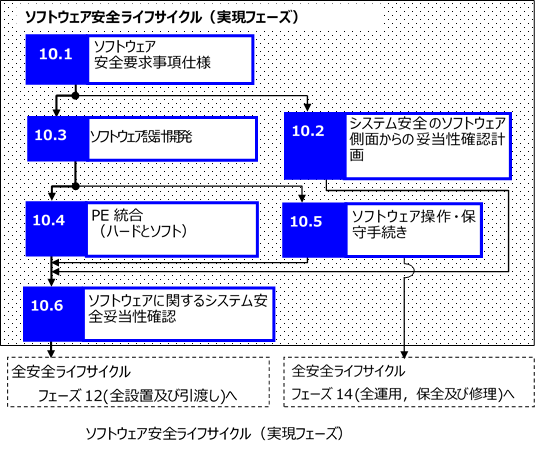 ソフトウェア安全ライフサイクル（実現フェーズ）
10.1
ソフトウェア
安全要求事項仕様
10.3
ソフトウェア設計開発
10.2
システム安全のソフトウェア
側面からの妥当性確認計
画
10.4
PE 統合
（ハードとソフト）
10.5
ソフトウェア操作・保
守手続き
10.6
ソフトウェアに関するシステム安
全妥当性確認
全安全ライフサイクル
フェーズ12(全設置及び引渡し)へ
全安全ライフサイクル
フェーズ14(全運用，保全及び修理)へ
ソフトウェア安全ライフサイクル（実現フェーズ）